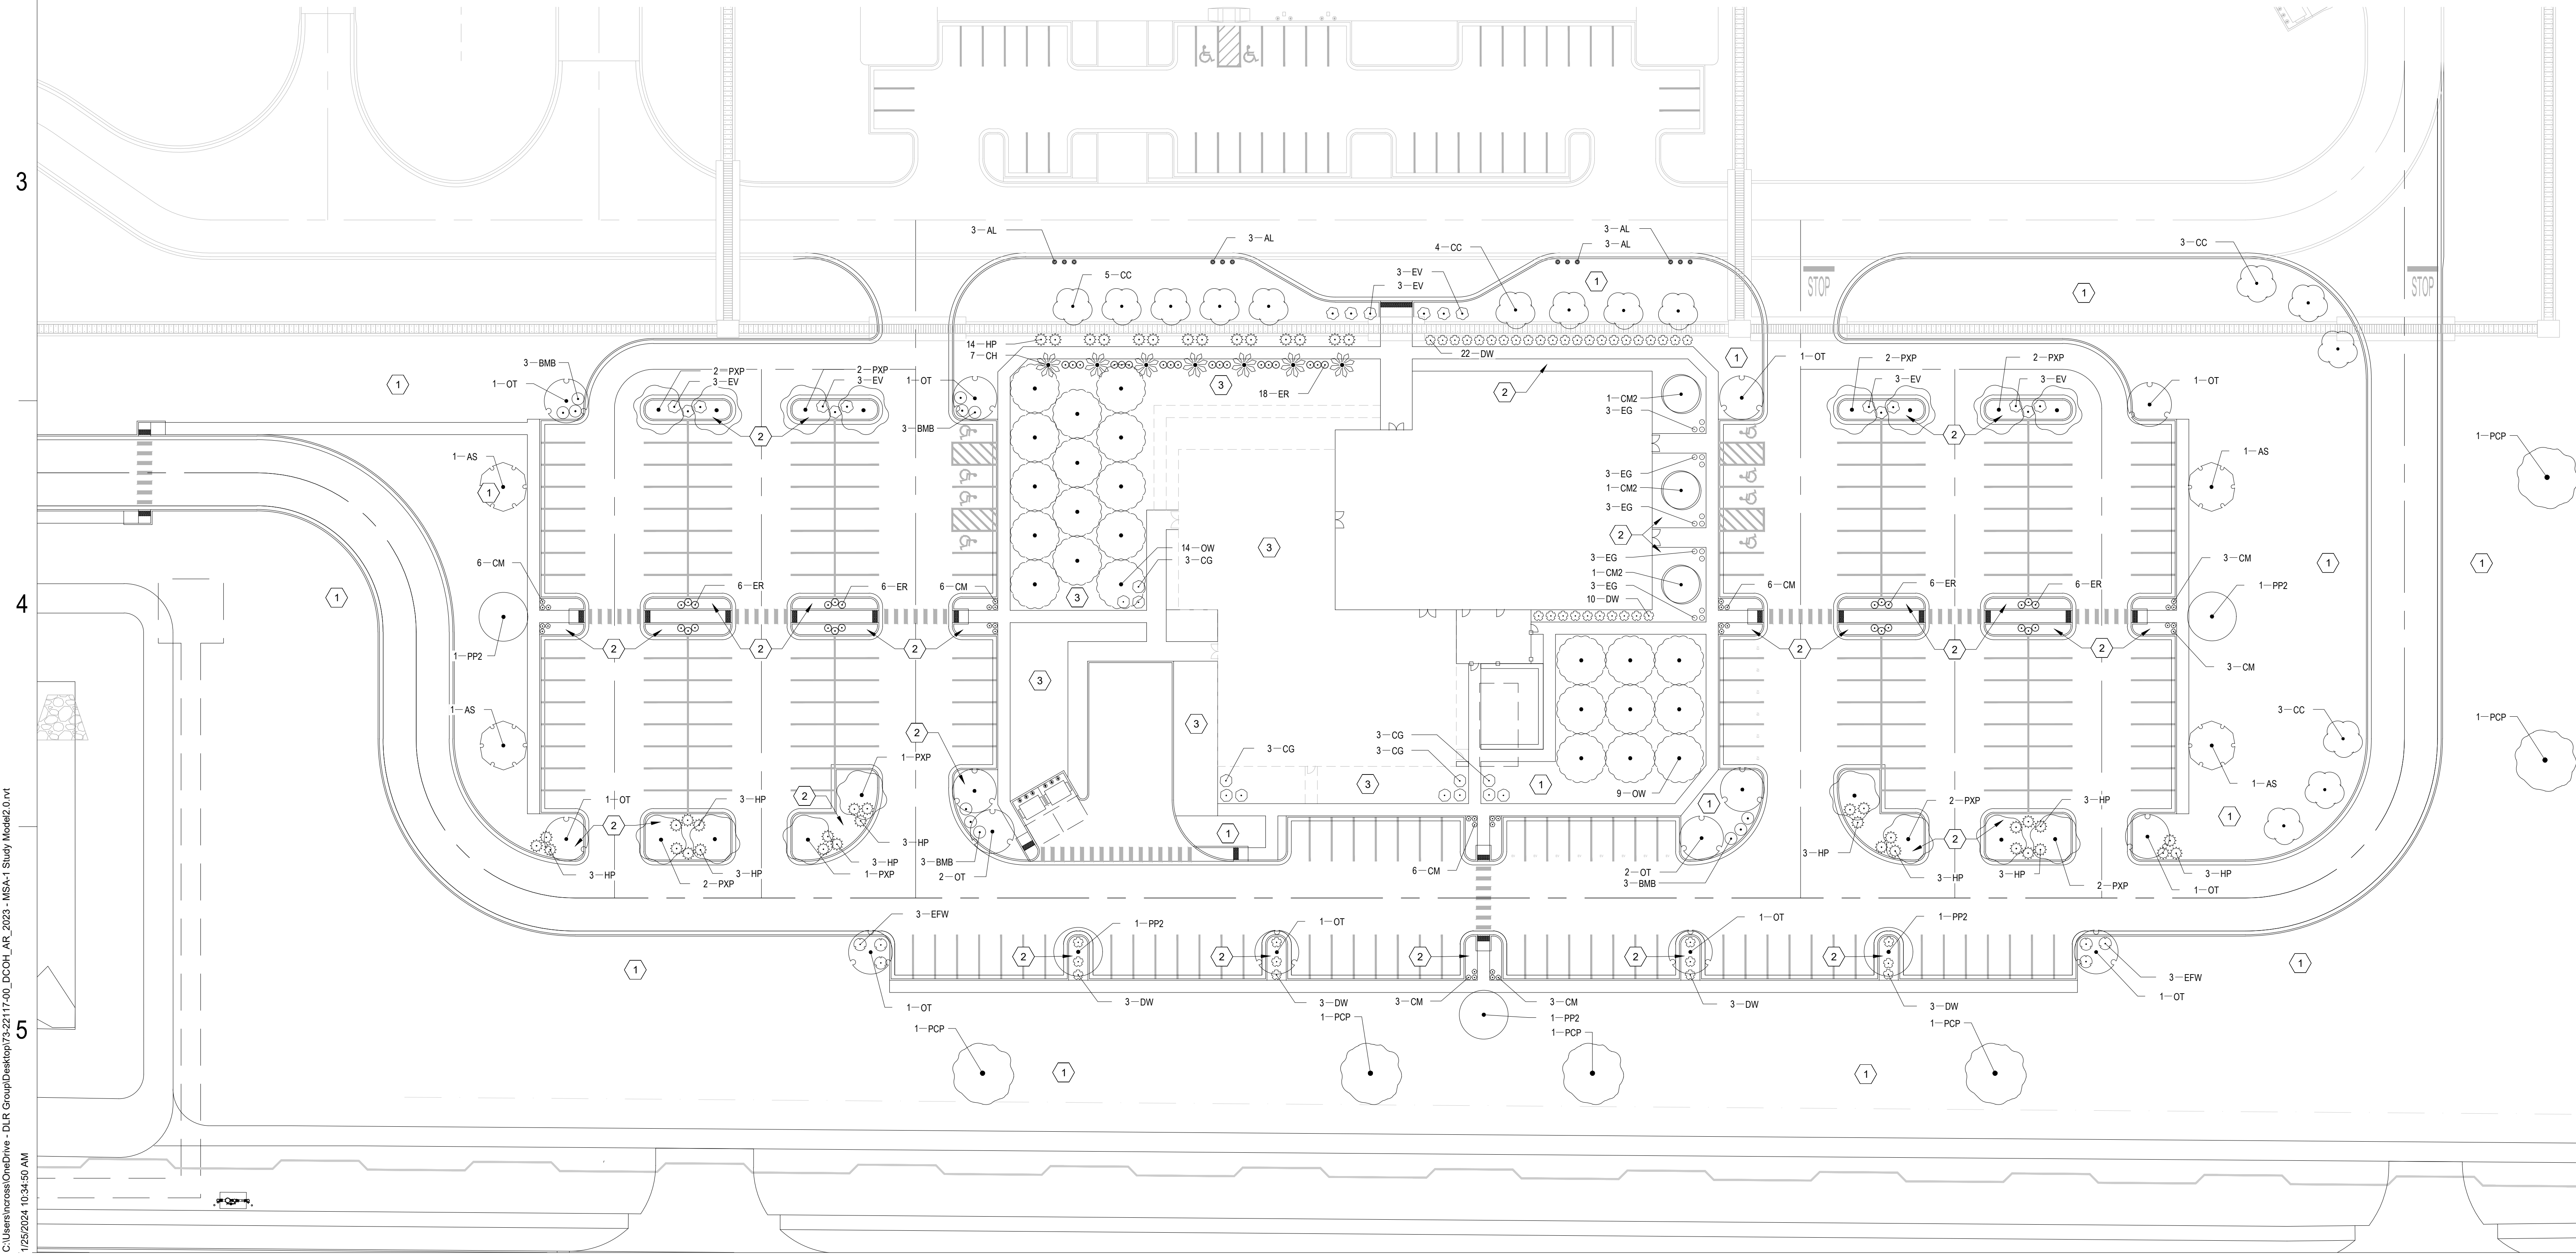 3
3—AL
3—AL
3—AL
3—AL
4—CC
3—CC
5—CC
3—EV
3—EV
1
1
STOP
STOP
14—HP
7—CH
22—DW
1
1—OT
3—BMB
1—OT
1
2—PXP
3—EV
2—PXP
3—EV
1—OT
3
18—ER
2
2—PXP
3—EV
2—PXP
3—EV
1—OT
1—CM2
3—EG
3—BMB
2
2
1—PCP
1—AS
1
3—EG
1—CM2
3—EG
1—AS
2
3
14—OW
3—CG
3—EG
1—CM2
3—EG
10—DW
6—CM
1
6—ER
6—ER
6—CM
3
6—CM
6—ER
6—ER
3—CM
1
1
1—PP2
4
1—PP2
2
2
2
2
2
2
3—CM
3
1—AS
2
3
3—CG
3—CG
3—CG
3—CC
1—PCP
1—PXP
3
1
9—OW
1—AS
1—OT
3—HP
2
2
1
2—PXP
3—HP
1
2
3—HP
3—HP
3—HP
2—PXP
3—HP
1—PXP
1
3—BMB
2—OT
6—CM
2—OT
3—BMB
3—HP
2
3—HP
3—HP
2—PXP
3—HP
1—OT
3—EFW
1—PP2
1—OT
1—OT
1—PP2
1
2
2
2
2
2
1
3—EFW
1—OT
1—OT
3—DW
3—DW
3—CM
3—CM
3—DW
3—DW
5
1—PCP
1—PCP
1—PP2
1—PCP
1—PCP
1
1
C:\Users\ncross\OneDrive - DLR Group\Desktop\73-22117-00_DCOH_AR_2023 - MSA-1 Study Model2.0.rvt
1/25/2024 10:34:50 AM